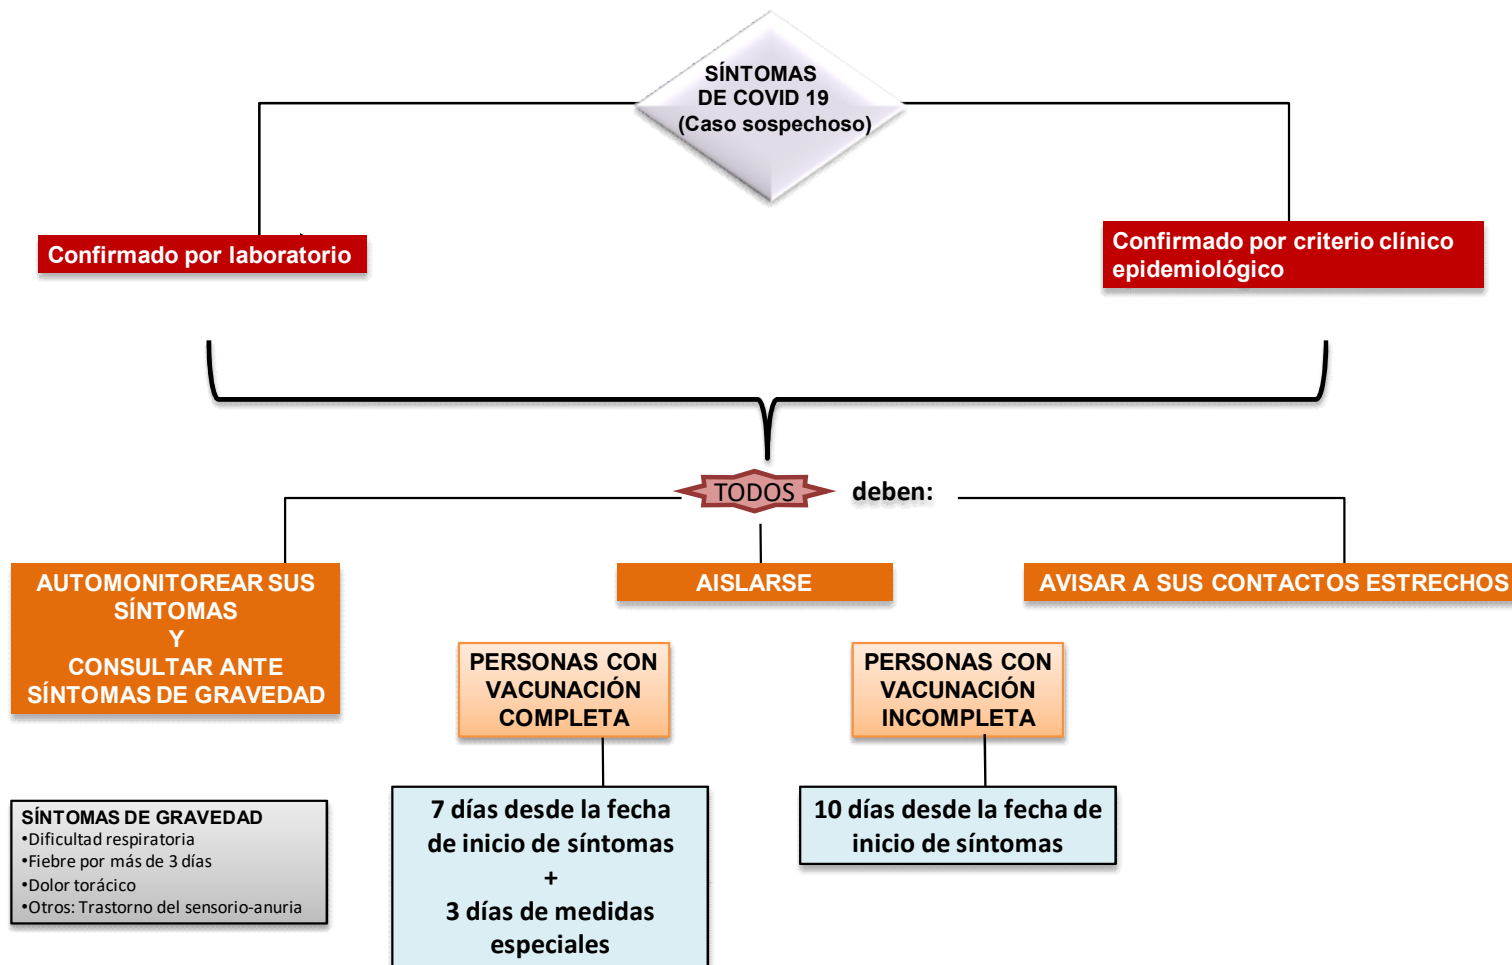 SÍNTOMAS
DE COVID 19
(Caso sospechoso)
Confirmado por laboratorio
Confirmado por criterio clínico
epidemiológico
TODOS
deben:
AUTOMONITOREAR SUS
SÍNTOMAS
Y
CONSULTAR ANTE
SÍNTOMAS DE GRAVEDAD
AISLARSE
AVISAR A SUS CONTACTOS ESTRECHOS
PERSONAS CON
VACUNACIÓN
COMPLETA
PERSONAS CON
VACUNACIÓN
INCOMPLETA
7 días desde la fecha
de inicio de síntomas
+
3 días de medidas
especiales
10 días desde la fecha de
inicio de síntomas
SÍNTOMAS DE GRAVEDAD
•Dificultad respiratoria
•Fiebre por más de 3 días
•Dolor torácico
•Otros: Trastorno del sensorio-anuria